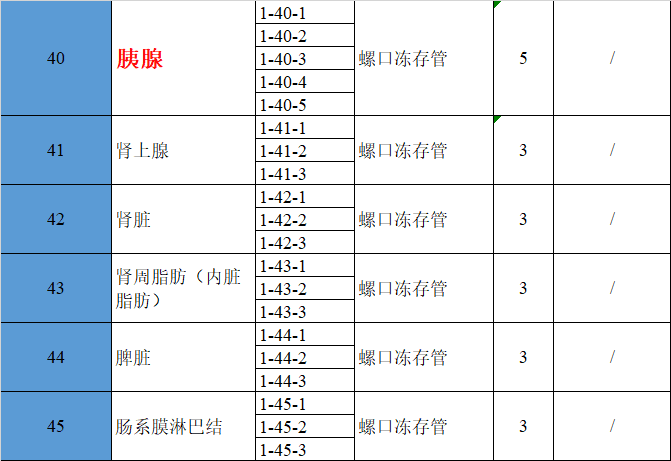 40 胰腺 1-40-1 螺口冻存管 5 /
1-40-2
1-40-3
1-40-4
1-40-5
41 肾上腺 1-41-1 螺口冻存管 3 /
1-41-2
1-41-3
42 肾脏 1-42-1 螺口冻存管 3 /
1-42-2
1-42-3
43 肾周脂肪（内脏 1-43-1 螺口冻存管 3 /
脂肪） 1-43-2
1-43-3
44 脾脏 1-44-1 螺口冻存管 3 /
1-44-2
1-44-3
45 肠系膜淋巴结 1-45-1 螺口冻存管 3 /
1-45-2
1-45-3